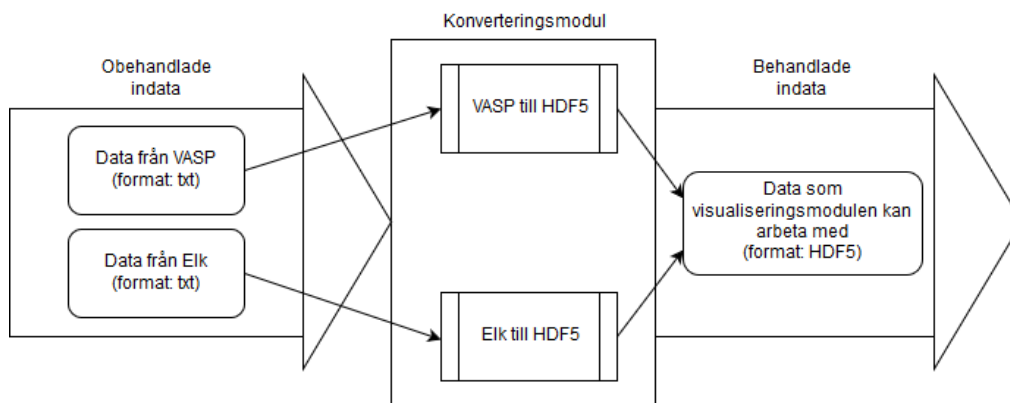 Konverteringsmodul
Obehandlade
indata
Data från VASP
(format: txt)
Data från Elk
(format: txt)
VASP till HDF5
Elk till HDF5
Behandlade
indata
Data som
visualiseringsmodulen kan
arbeta med
(format: HDF5)